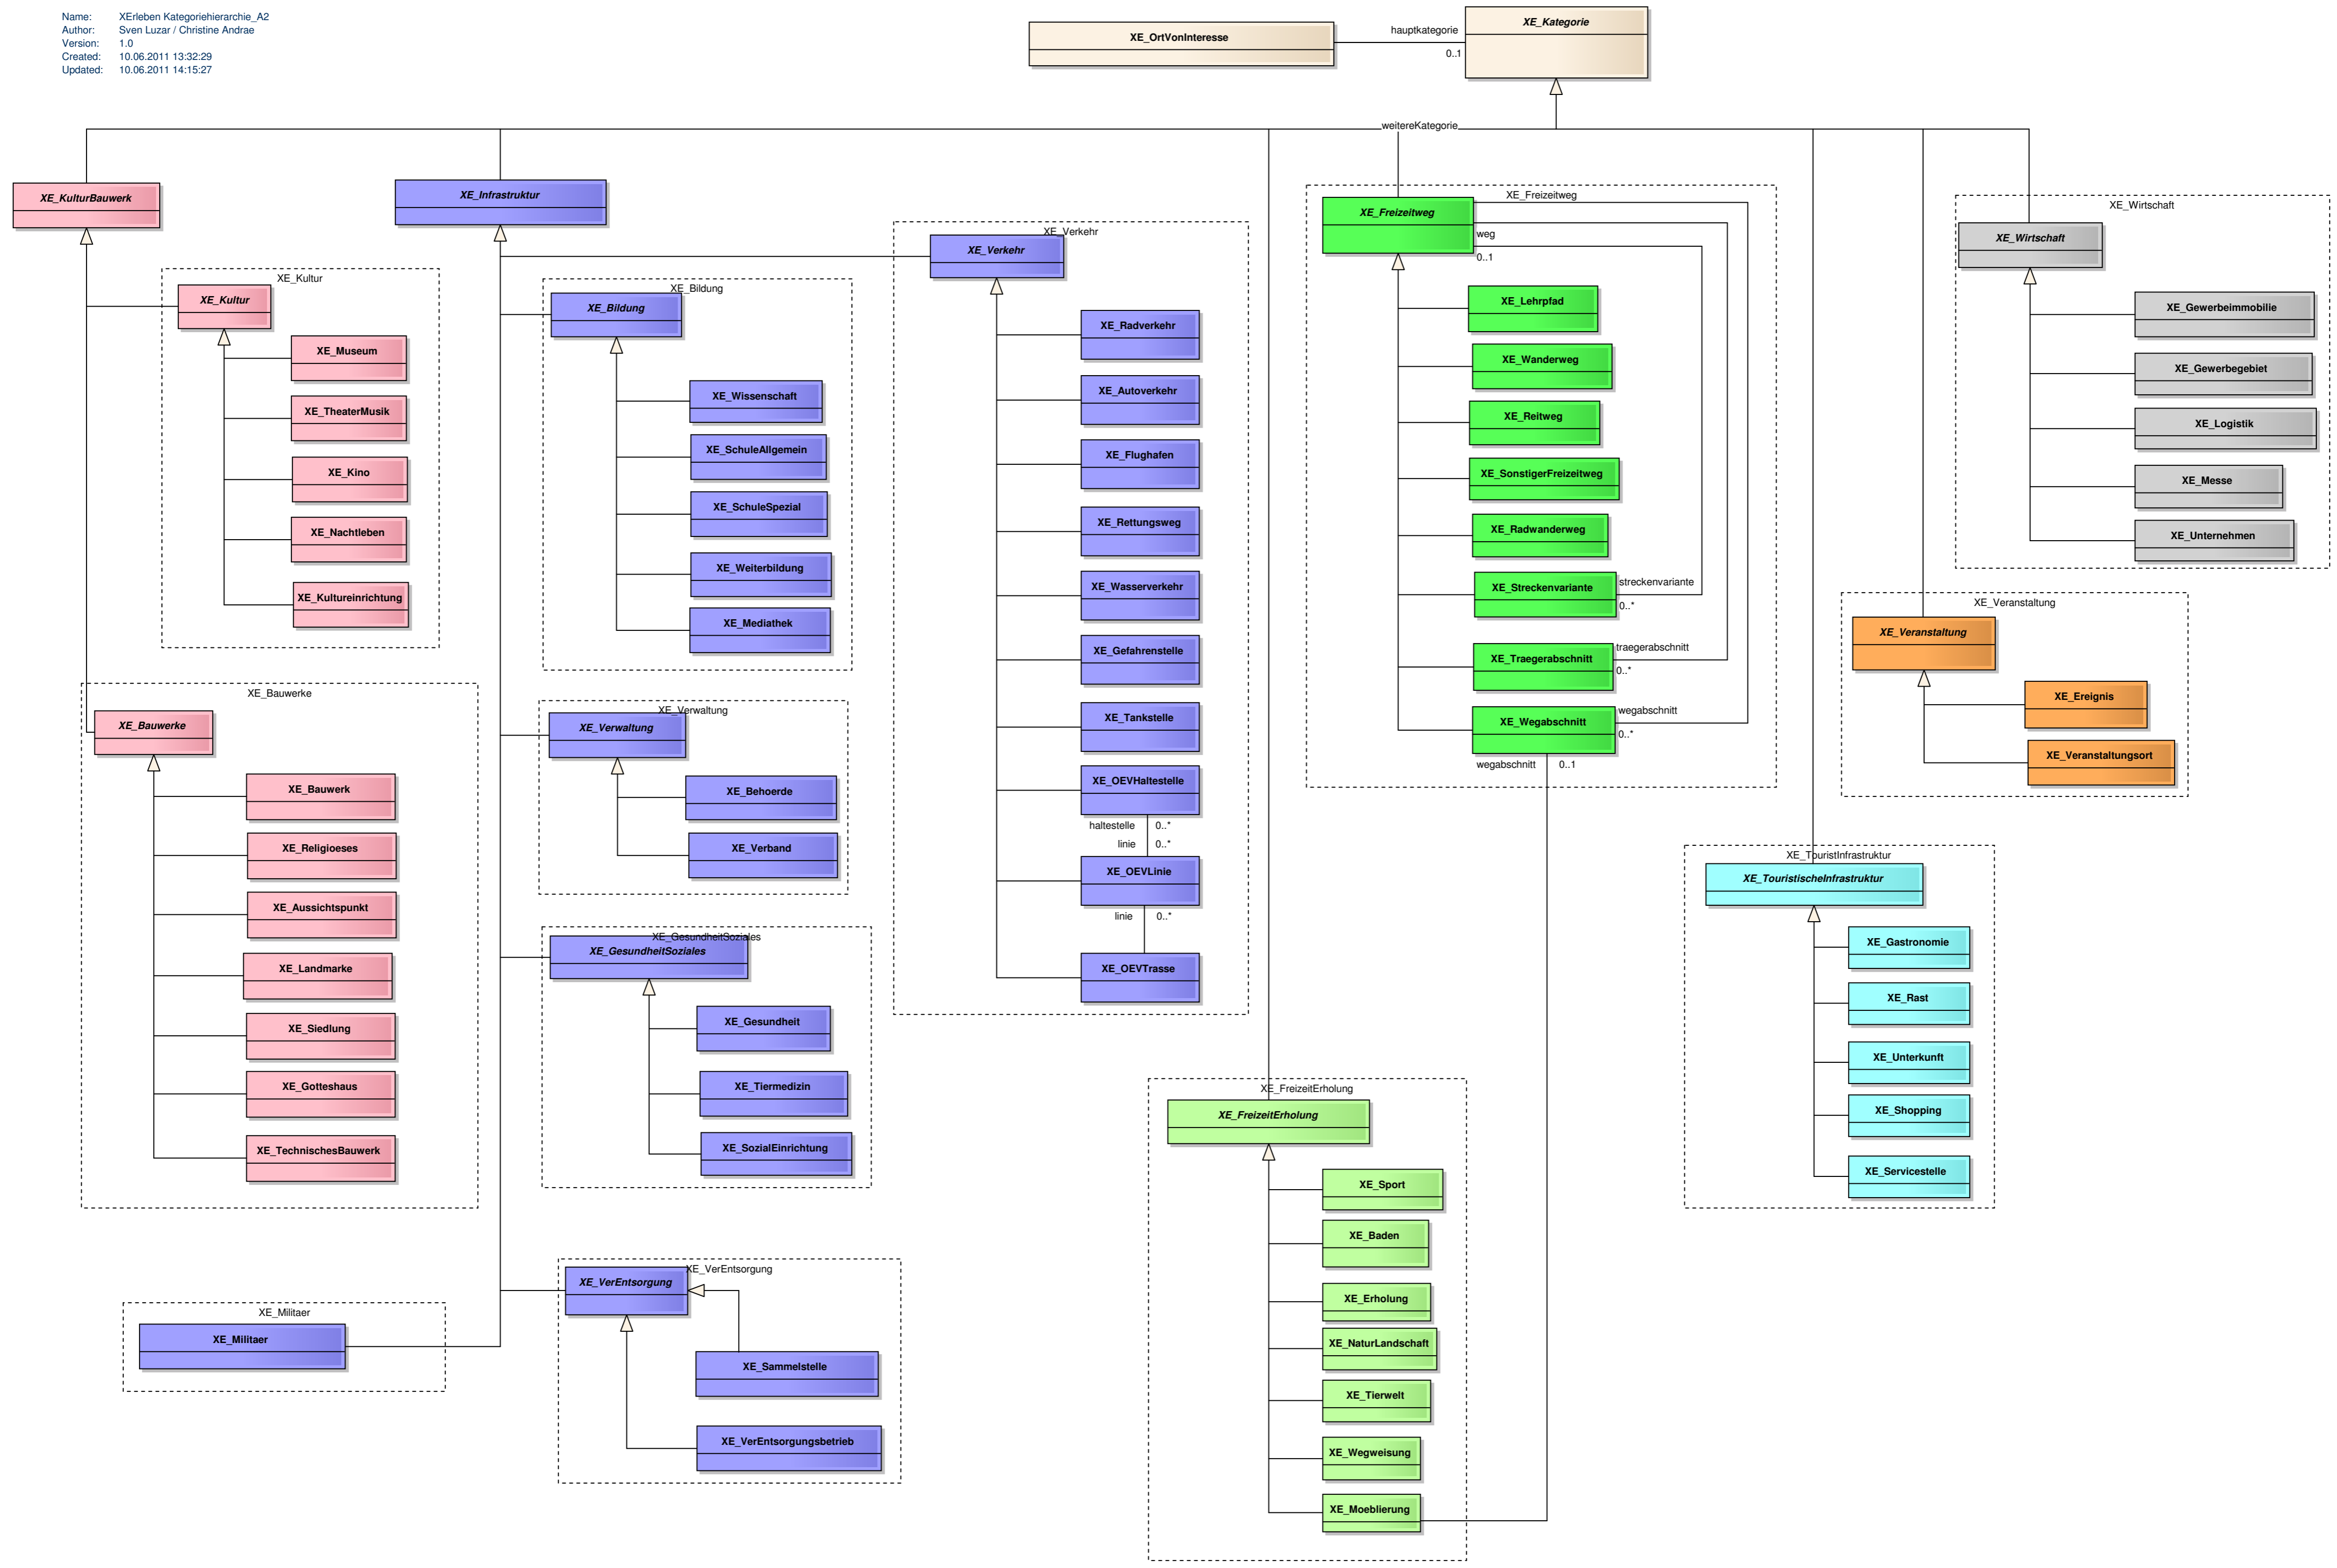 Name: XErleben Kategoriehierarchie_A2
Author: Sven Luzar / Christine Andrae
Version: 1.0
Created: 10.06.2011 13:32:29
Updated: 10.06.2011 14:15:27
XE_OrtVonInteresse
hauptkategorie
0..1
XE_Kategorie
weitereKategorie
XE_KulturBauwerk
XE_Kultur
XE_Kultur
XE_Museum
XE_TheaterMusik
XE_Kino
XE_Nachtleben
XE_Kultureinrichtung
XE_Bauwerke
XE_Bauwerke
XE_Bauwerk
XE_Religioeses
XE_Aussichtspunkt
XE_Landmarke
XE_Siedlung
XE_Gotteshaus
XE_TechnischesBauwerk
XE_Militaer
XE_Militaer
XE_Infrastruktur
XE_Bildung
XE_Bildung
XE_Wissenschaft
XE_SchuleAllgemein
XE_SchuleSpezial
XE_Weiterbildung
XE_Mediathek
XE_Verwaltung
XE_Verwaltung
XE_Behoerde
XE_Verband
XE_GesundheitSoziales
XE_GesundheitSoziales
XE_Gesundheit
XE_Tiermedizin
XE_SozialEinrichtung
XE_VerEntsorgung
XE_VerEntsorgung
XE_Sammelstelle
XE_VerEntsorgungsbetrieb
XE_Verkehr
XE_Verkehr
XE_Radverkehr
XE_Autoverkehr
XE_Flughafen
XE_Rettungsweg
XE_Wasserverkehr
XE_Gefahrenstelle
XE_Tankstelle
XE_OEVHaltestelle
haltestelle 0..*
linie 0..*
XE_OEVLinie
linie 0..*
XE_OEVTrasse
XE_Freizeitweg
XE_Freizeitweg
weg
0..1
XE_Lehrpfad
XE_Wanderweg
XE_Reitweg
XE_SonstigerFreizeitweg
XE_Radwanderweg
XE_Streckenvariante
streckenvariante
0..*
XE_Traegerabschnitt
traegerabschnitt
0..*
XE_Wegabschnitt
wegabschnitt
0..*
wegabschnitt 0..1
XE_FreizeitErholung
XE_FreizeitErholung
XE_Sport
XE_Baden
XE_Erholung
XE_NaturLandschaft
XE_Tierwelt
XE_Wegweisung
XE_Moeblierung
XE_Wirtschaft
XE_Wirtschaft
XE_Gewerbeimmobilie
XE_Gewerbegebiet
XE_Logistik
XE_Messe
XE_Unternehmen
XE_Veranstaltung
XE_Veranstaltung
XE_Ereignis
XE_Veranstaltungsort
XE_TouristInfrastruktur
XE_TouristischeInfrastruktur
XE_Gastronomie
XE_Rast
XE_Unterkunft
XE_Shopping
XE_Servicestelle